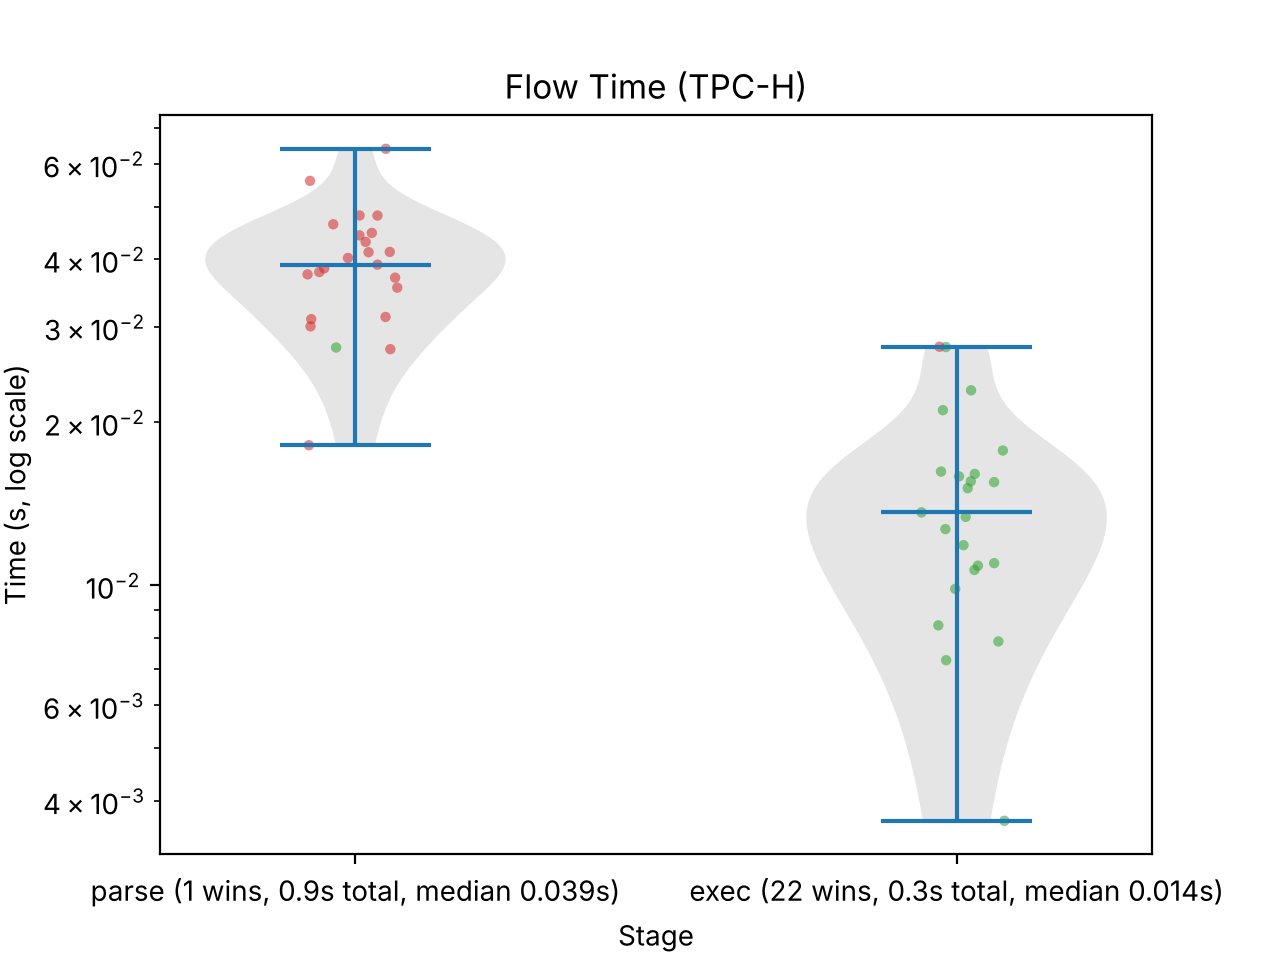 Flow Time (TPC-H)
Time (s, log scale)
6 × 10⁻²
4 × 10⁻²
3 × 10⁻²
2 × 10⁻²
10⁻²
6 × 10⁻³
4 × 10⁻³
parse (1 wins, 0.9s total, median 0.039s)
exec (22 wins, 0.3s total, median 0.014s)
Stage